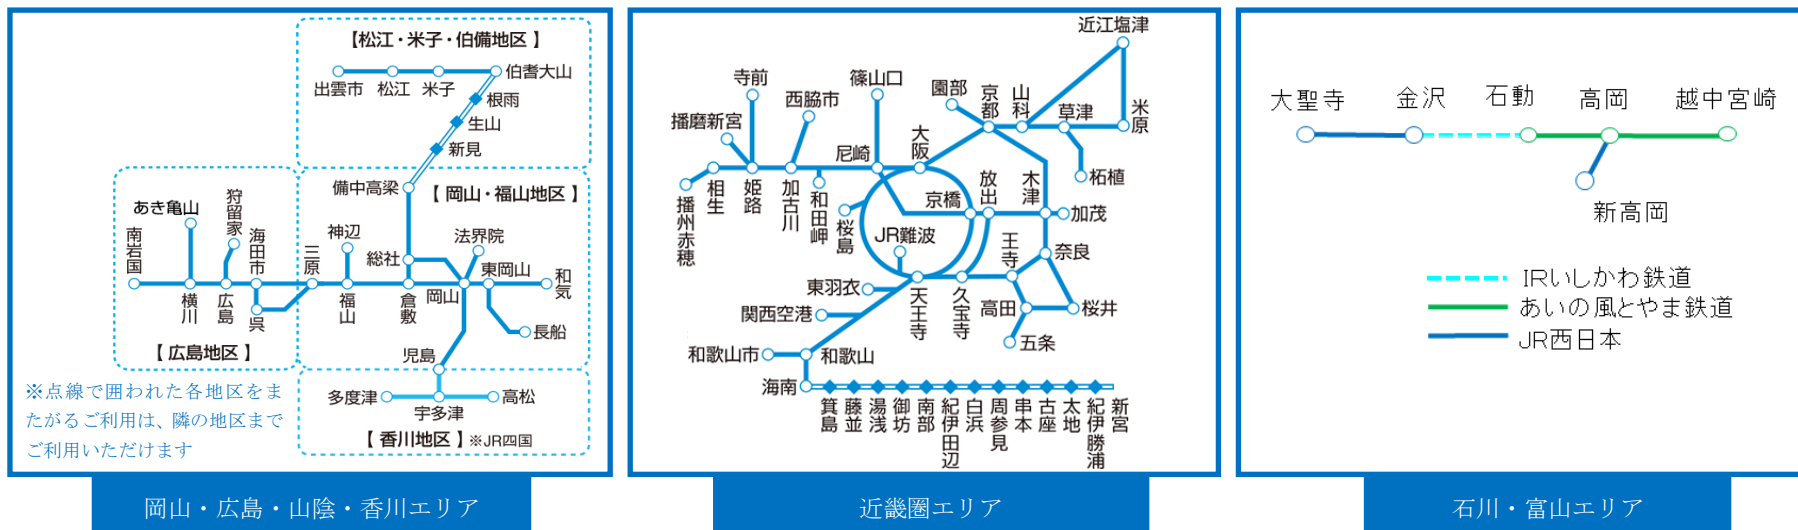 【松江・米子・伯備地区】
出雲市
松江
米子
伯耆大山
根雨
生山
新見
備中高梁
【岡山・福山地区】
あき亀山
狩留家
南岩国
海田市
三原
神辺
総社
法界院
東岡山
和気
横川
広島
呉
福山
倉敷
岡山
長船
【広島地区】
児島
多度津
宇多津
高松
【香川地区】※JR四国
※点線で囲われた各地区をま
たがるご利用は、隣の地区まで
ご利用いただけます
岡山・広島・山陰・香川エリア
近江塩津
寺前
西脇市
篠山口
園部
京都
山科
草津
米原
播磨新宮
尼崎
大阪
柘植
播州赤穂
相生
姫路
加古川
和田岬
桜島
京橋
放出
木津
加茂
JR難波
王寺
奈良
東羽衣
関西空港
天王寺
久宝寺
高田
桜井
五条
和歌山市
和歌山
海南
箕島
藤並
湯浅
御坊
南部
紀伊田辺
白浜
周参見
串本
古座
太地
紀伊勝浦
新宮
近畿圏エリア
大聖寺
金沢
石動
高岡
越中宮崎
新高岡
IRいしかわ鉄道
あいの風とやま鉄道
JR西日本
石川・富山エリア